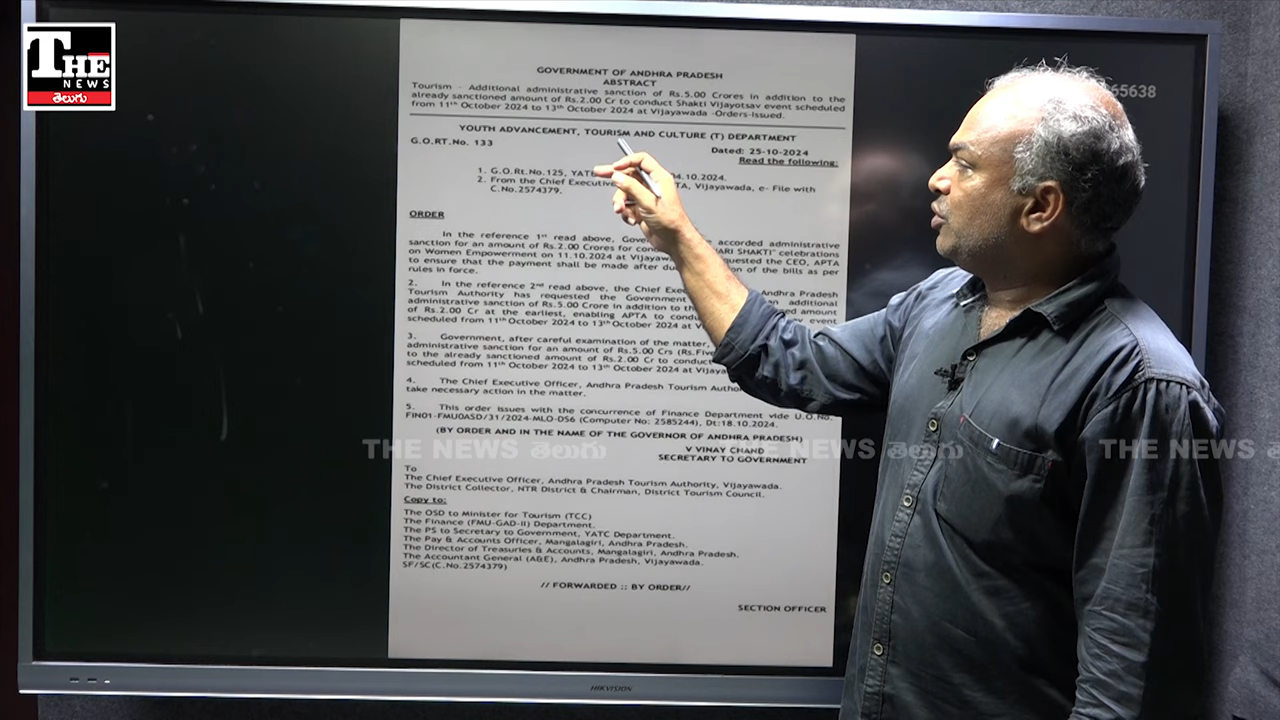 THE
NEWS
తెలుగు
65638
GOVERNMENT OF ANDHRA PRADESH
ABSTRACT
Tourism - Additional administrative sanction of Rs.5.00 Crores in addition to the
already sanctioned amount of Rs.2.00 Cr to conduct Shakti Vijayotsav event scheduled
from 11th October 2024 to 13th October 2024 at Vijayawada -Orders-Issued.
YOUTH ADVANCEMENT, TOURISM AND CULTURE (T) DEPARTMENT
G.O.RT.No. 133
Dated: 25-10-2024
Read the following:
1. G.O.Rt.No.125, 04.10.2024.
2. From the Chief Vijayawada, e- File with
C.No.2574379.
ORDER
In the reference 1st read above, accorded administrative
sanction for an amount of Rs.2.00 Crores for SHAKTI" celebrations
on Women Empowerment on 11.10.2024 at requested the CEO, APTA
to ensure that the payment shall be made after of the bills as per
rules in force.
2. In the reference 2nd read above, the Chief Andhra Pradesh
Tourism Authority has requested the Government additional
administrative sanction of Rs.5.00 Crore in addition to amount
of Rs.2.00 Cr at the earliest, enabling APTA to event
scheduled from 11th October 2024 to 13th October 2024 at
3. Government, after careful examination of the matter,
administrative sanction for an amount of Rs.5.00 Crs
to the already sanctioned amount of Rs.2.00 Cr to conduct
scheduled from 11th October 2024 to 13th October 2024 at
4. The Chief Executive Officer, Andhra Pradesh Tourism
take necessary action in the matter.
5. This order issues with the concurrence of Finance Department vide U.O.No.
FIN01-FMU0ASD/31/2024-MLO-DS6 (Computer No: 2585244), Dt:18.10.2024.
(BY ORDER AND IN THE NAME OF THE GOVERNOR OF ANDHRA PRADESH)
THE NEWS తెలుగు THE NEWS తెలుగు THE NEWS తెలు
V VINAY CHAND
SECRETARY TO GOVERNMENT
To
The Chief Executive Officer, Andhra Pradesh Tourism Authority, Vijayawada.
The District Collector, NTR District & Chairman, District Tourism Council.
Copy to:
The OSD to Minister for Tourism (TCC)
The Finance (FMU-GAD-II) Department.
The PS to Secretary to Government, YATC Department.
The Pay & Accounts Officer, Mangalagiri, Andhra Pradesh.
The Director of Treasuries & Accounts, Mangalagiri, Andhra Pradesh.
The Accountant General (A&E), Andhra Pradesh, Vijayawada.
SF/SC(C.No.2574379)
// FORWARDED :: BY ORDER//
SECTION OFFICER
HIKVISION